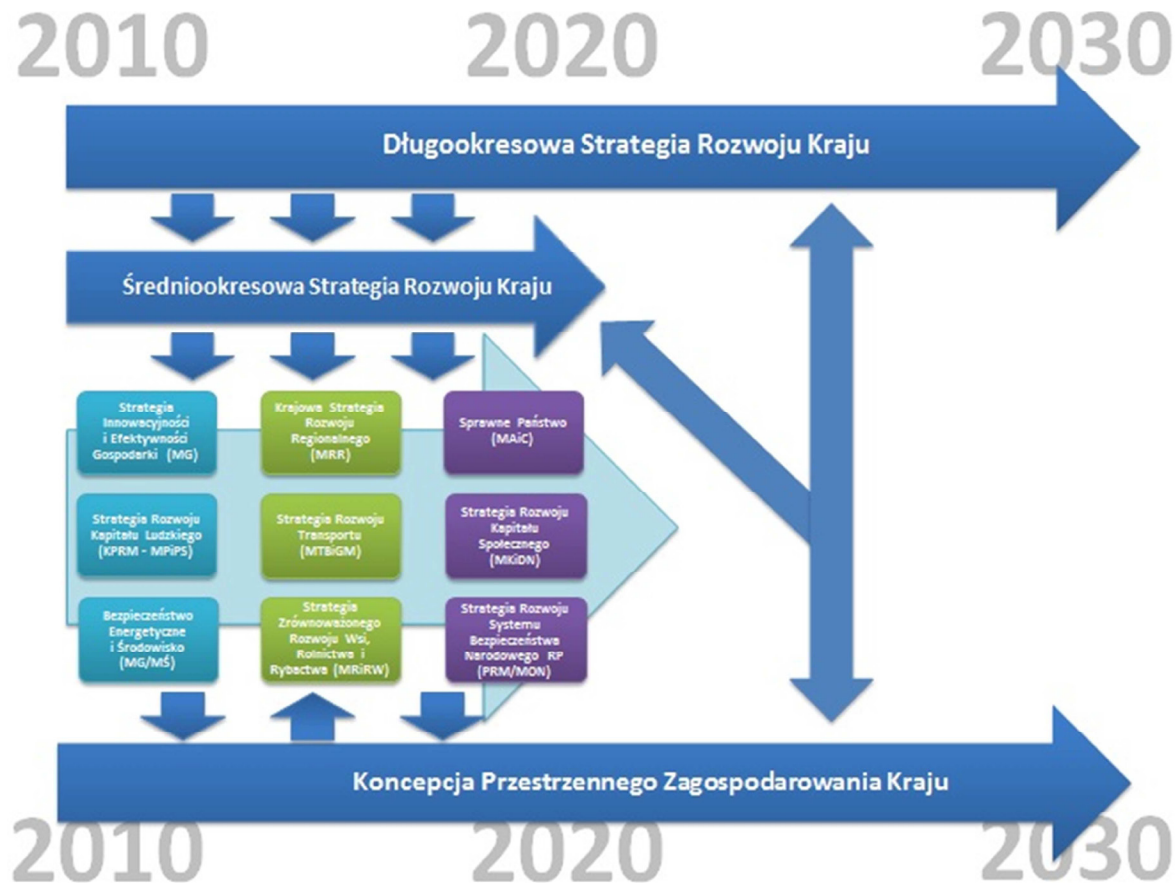 2010 2020 2030
Długookresowa Strategia Rozwoju Kraju
Średniookresowa Strategia Rozwoju Kraju
Strategia
Innowacyjności
i Efektywności
Gospodarki (MG)
Krajowa Strategia
Rozwoju
Regionalnego
(MRR)
Sprawne Państwo
(MAiC)
Strategia Rozwoju
Kapitału Ludzkiego
(KPRM - MPiPS)
Strategia Rozwoju
Transportu
(MTBiGM)
Strategia Rozwoju
Kapitału
Społecznego
(MKiDN)
Bezpieczeństwo
Energetyczne
i Środowisko
(MG/MŚ)
Strategia
Zrównoważonego
Rozwoju Wsi,
Rolnictwa i
Rybactwa (MRiRW)
Strategia Rozwoju
Systemu
Bezpieczeństwa
Narodowego RP
(PRM/MON)
Koncepcja Przestrzennego Zagospodarowania Kraju
2010 2020 2030